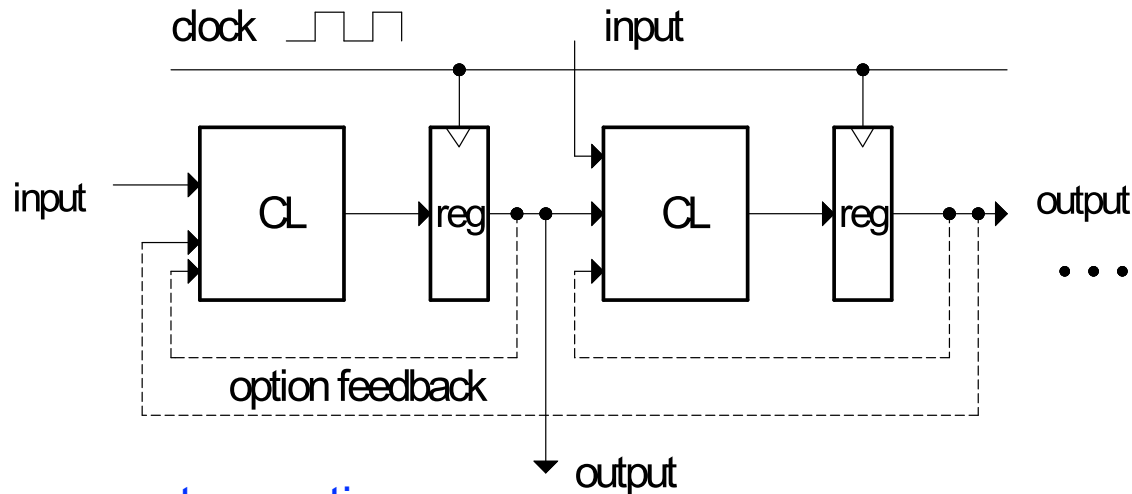 clock
input
input
CL
reg
CL
reg
output
option feedback
output